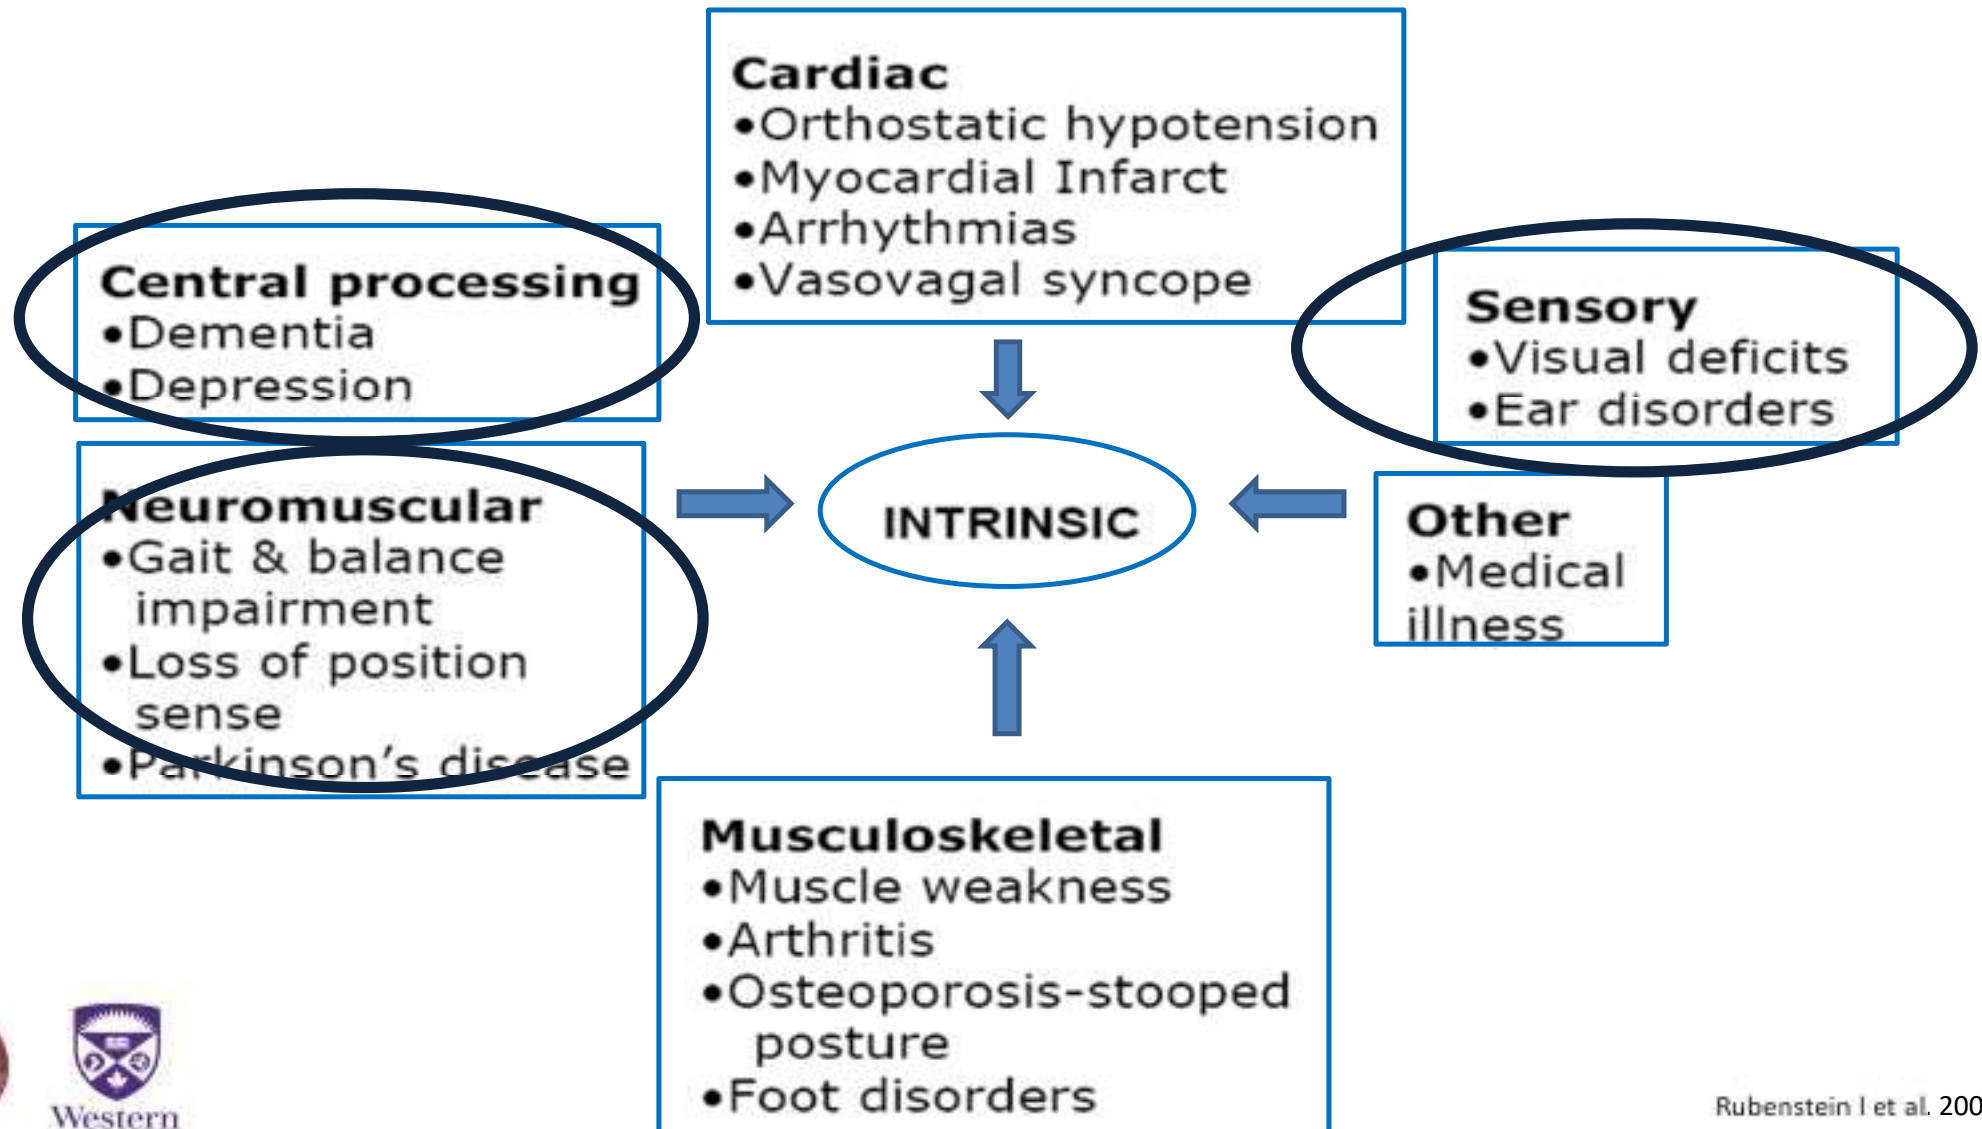 Cardiac
•Orthostatic hypotension
•Myocardial Infarct
•Arrhythmias
•Vasovagal syncope
Central processing
•Dementia
•Depression
Sensory
•Visual deficits
•Ear disorders
Neuromuscular
•Gait & balance
impairment
•Loss of position
sense
•Parkinson's disease
INTRINSIC
Other
•Medical
illness
Musculoskeletal
•Muscle weakness
•Arthritis
•Osteoporosis-stooped
posture
•Foot disorders
Western
Rubenstein l et al. 200